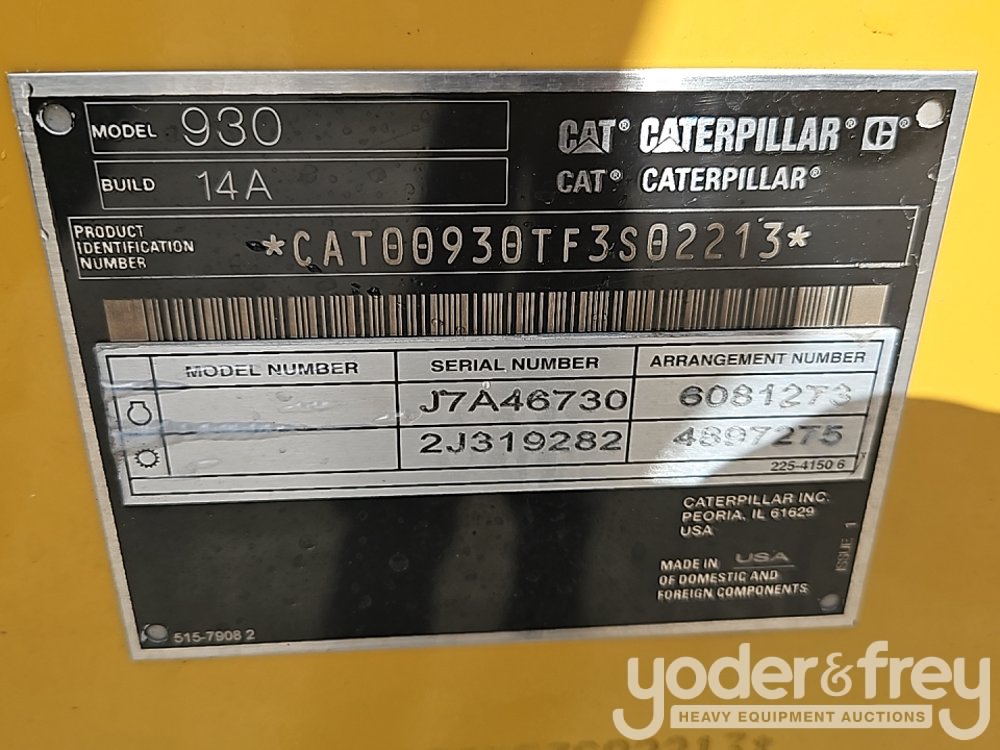 MODEL 930
CAT® CATERPILLAR® C®
BUILD 14A
CAT® CATERPILLAR®
PRODUCT
IDENTIFICATION
NUMBER
*CAT00930TF3S02213*
MODEL NUMBER SERIAL NUMBER ARRANGEMENT NUMBER
J7A46730 6081273
2J319282 4897275
225-4150 6
CATERPILLAR INC.
PEORIA, IL 61629
USA
ISSUE 1
MADE IN USA
OF DOMESTIC AND
FOREIGN COMPONENTS
515-7908 2
yoder&frey
HEAVY EQUIPMENT AUCTIONS